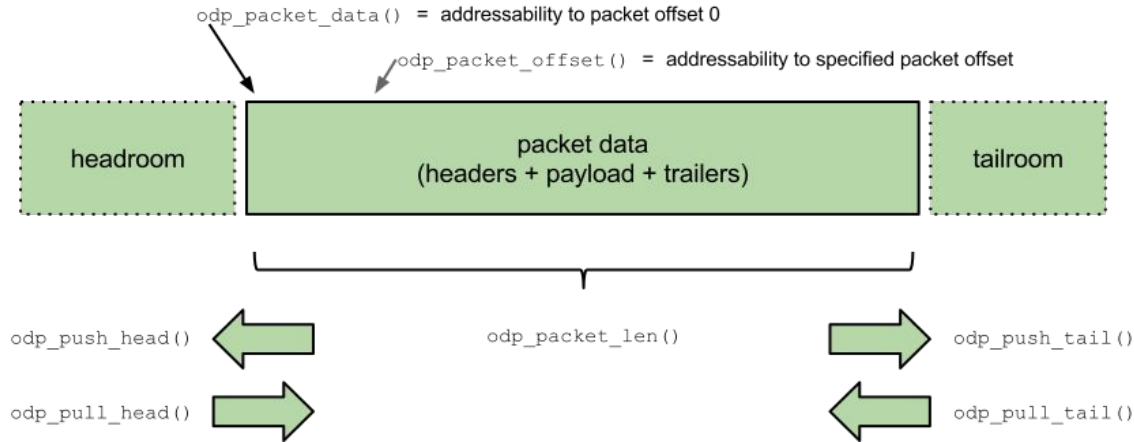 odp_packet_data() = addressability to packet offset 0
odp_packet_offset() = addressability to specified packet offset
headroom
packet data
(headers + payload + trailers)
tailroom
odp_push_head()
odp_packet_len()
odp_push_tail()
odp_pull_head()
odp_pull_tail()